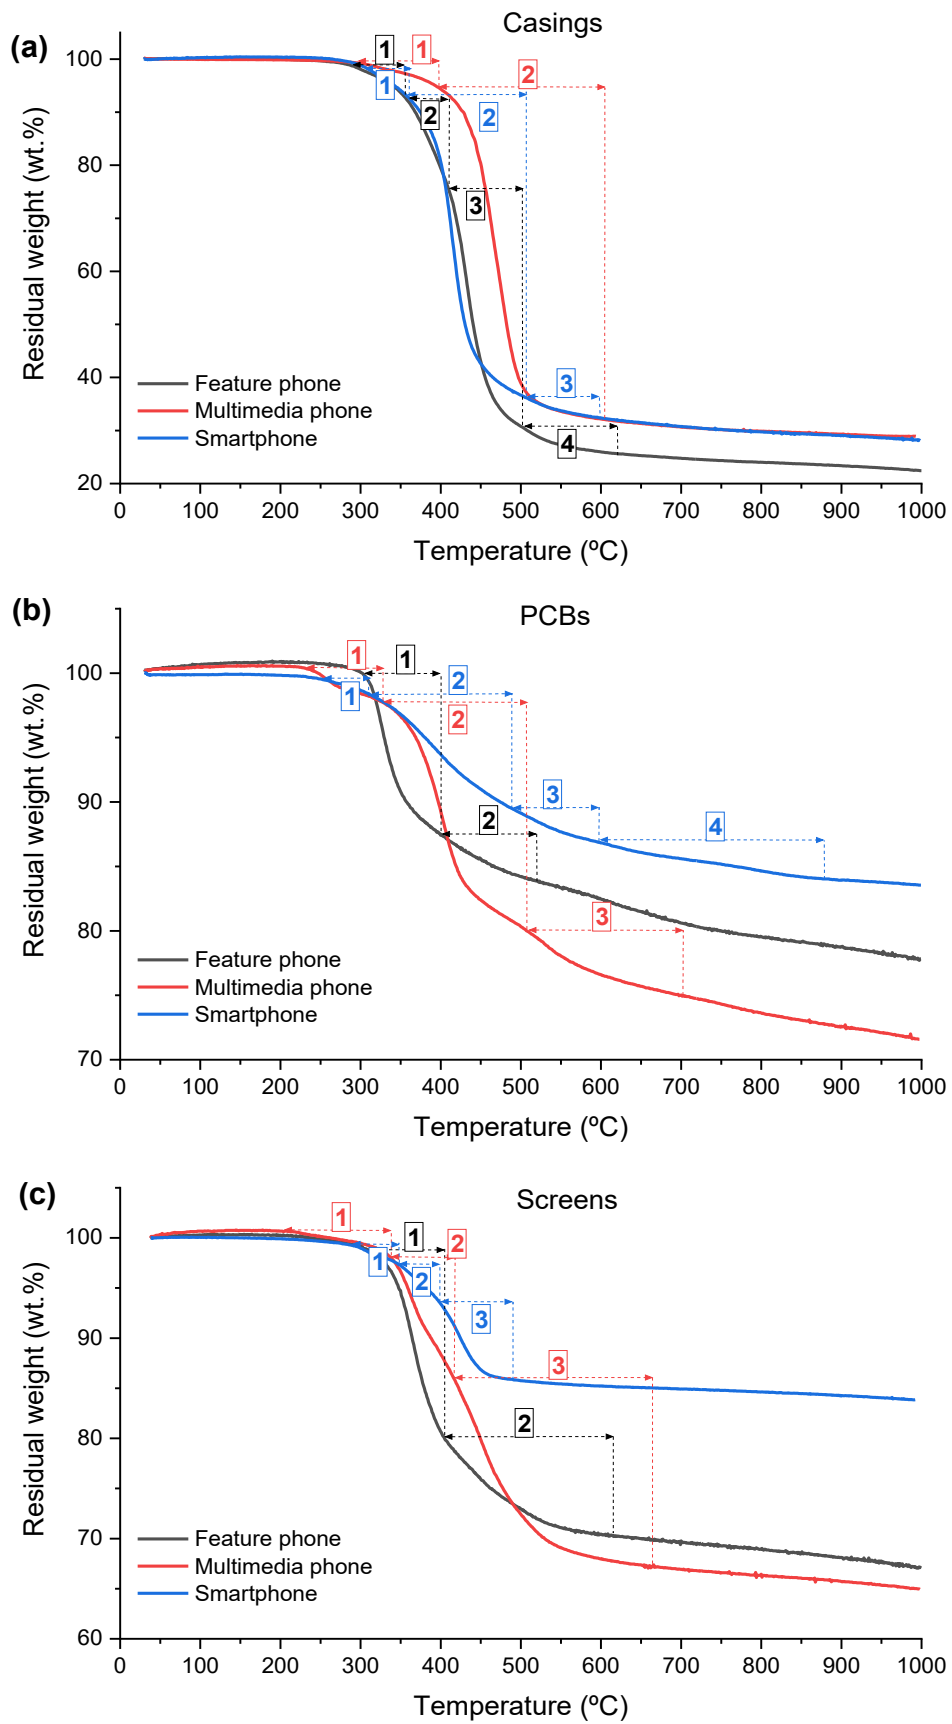 (a)
Casings
Residual weight (wt.%)
100
80
60
40
20
1
1
1
2
2
2
3
3
4
Feature phone
Multimedia phone
Smartphone
0 100 200 300 400 500 600 700 800 900 1000
Temperature (ºC)
(b)
PCBs
Residual weight (wt.%)
100
90
80
70
1
1
1
2
2
3
2
4
3
Feature phone
Multimedia phone
Smartphone
0 100 200 300 400 500 600 700 800 900 1000
Temperature (ºC)
(c)
Screens
Residual weight (wt.%)
100
90
80
70
60
1
1
2
1
2
3
3
2
Feature phone
Multimedia phone
Smartphone
0 100 200 300 400 500 600 700 800 900 1000
Temperature (ºC)